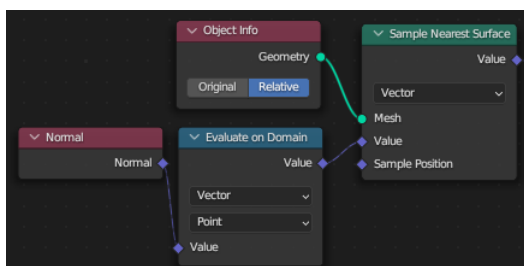 Object Info
Geometry
Original Relative
Sample Nearest Surface
Value
Vector
Mesh
Value
Sample Position
Normal
Normal
Evaluate on Domain
Value
Vector
Point
Value